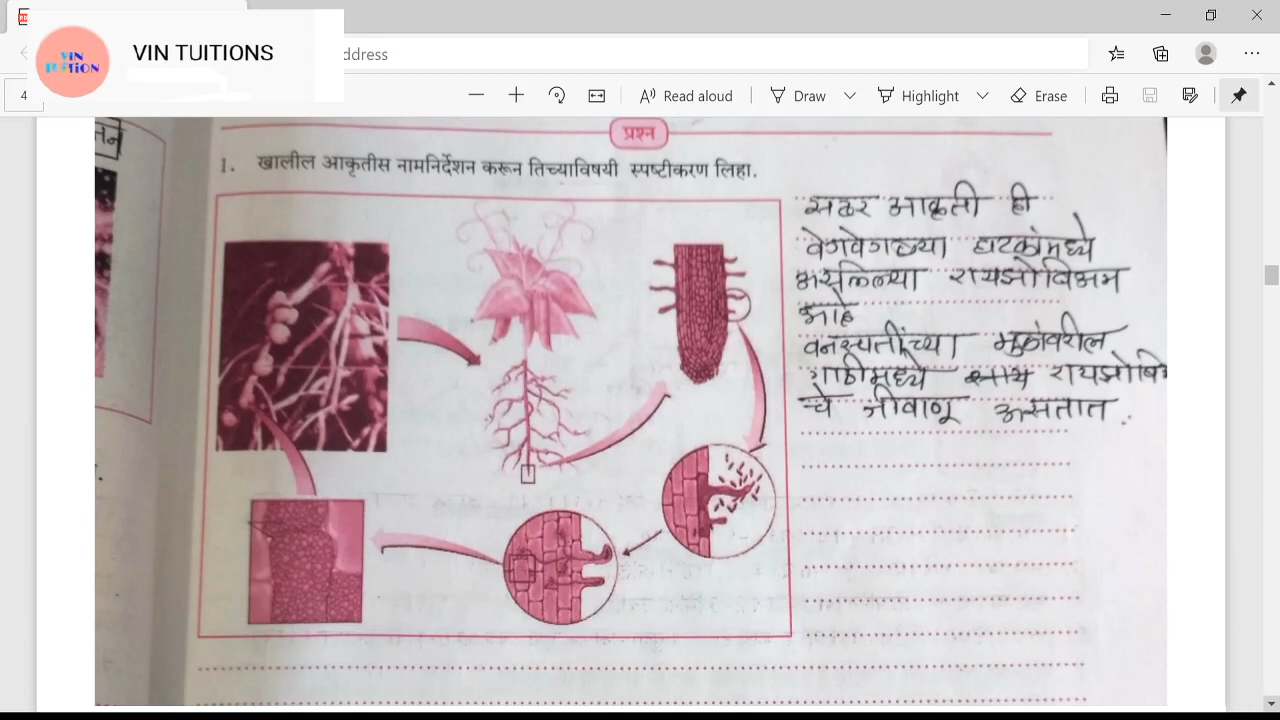 VIN
TUITION
VIN TUITIONS
ddress
4
Read aloud
Draw
Highlight
Erase
प्रश्न
1. खालील आकृतीस नामनिर्देशन करून तिच्याविषयी स्पष्टीकरण लिहा.
सदर आकृती ही
वेगवेगळ्या घटकांमध्ये
असलेल्या रायझोबिअम
आहे
वनस्पतींच्या मुळांवरील
गाठीमध्ये
चे जीवाणू असतात.